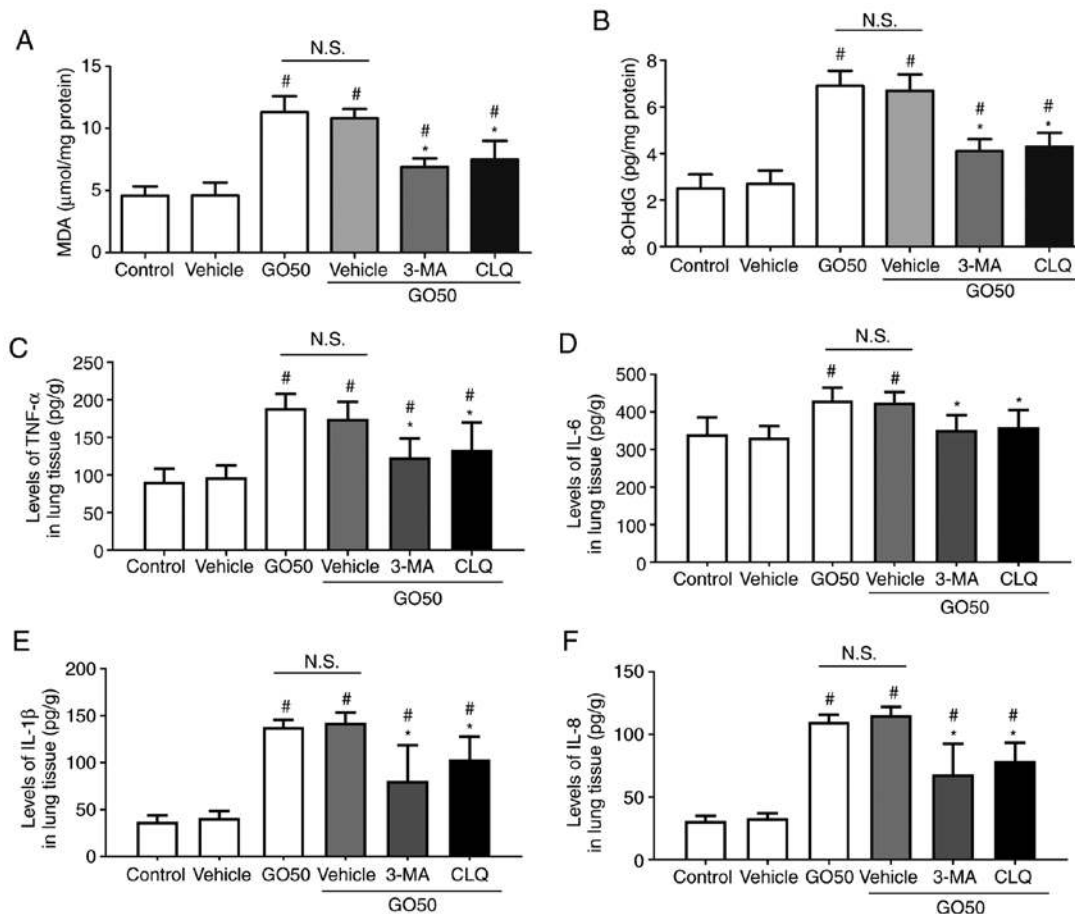 A
N.S.
MDA (μmol/mg protein)
15
10
5
0
#
#
#
*
#
*
Control Vehicle GO50 Vehicle 3-MA CLQ
GO50
B
N.S.
8-OHdG (pg/mg protein)
8
6
4
2
0
#
#
#
*
#
*
Control Vehicle GO50 Vehicle 3-MA CLQ
GO50
C
N.S.
Levels of TNF-α
in lung tissue (pg/g)
250
200
150
100
50
0
#
#
#
*
#
*
Control Vehicle GO50 Vehicle 3-MA CLQ
GO50
D
N.S.
Levels of IL-6
in lung tissue (pg/g)
500
400
300
200
100
0
#
#
*
*
Control Vehicle GO50 Vehicle 3-MA CLQ
GO50
E
N.S.
Levels of IL-1β
in lung tissue (pg/g)
200
150
100
50
0
#
#
#
*
#
*
Control Vehicle GO50 Vehicle 3-MA CLQ
GO50
F
N.S.
Levels of IL-8
in lung tissue (pg/g)
150
100
50
0
#
#
#
*
#
*
Control Vehicle GO50 Vehicle 3-MA CLQ
GO50